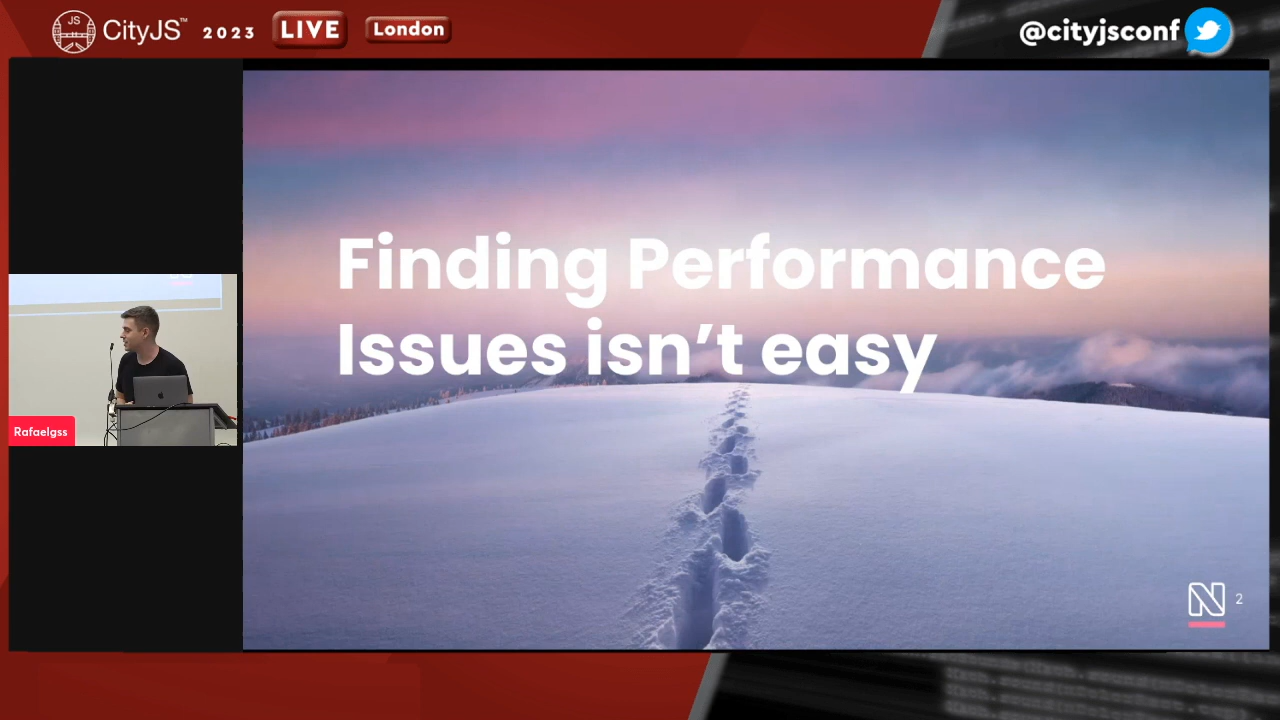 JS
CityJS™ 2023 LIVE London
@cityjsconf
Finding Performance
Issues isn’t easy
Rafaelgss
N 2